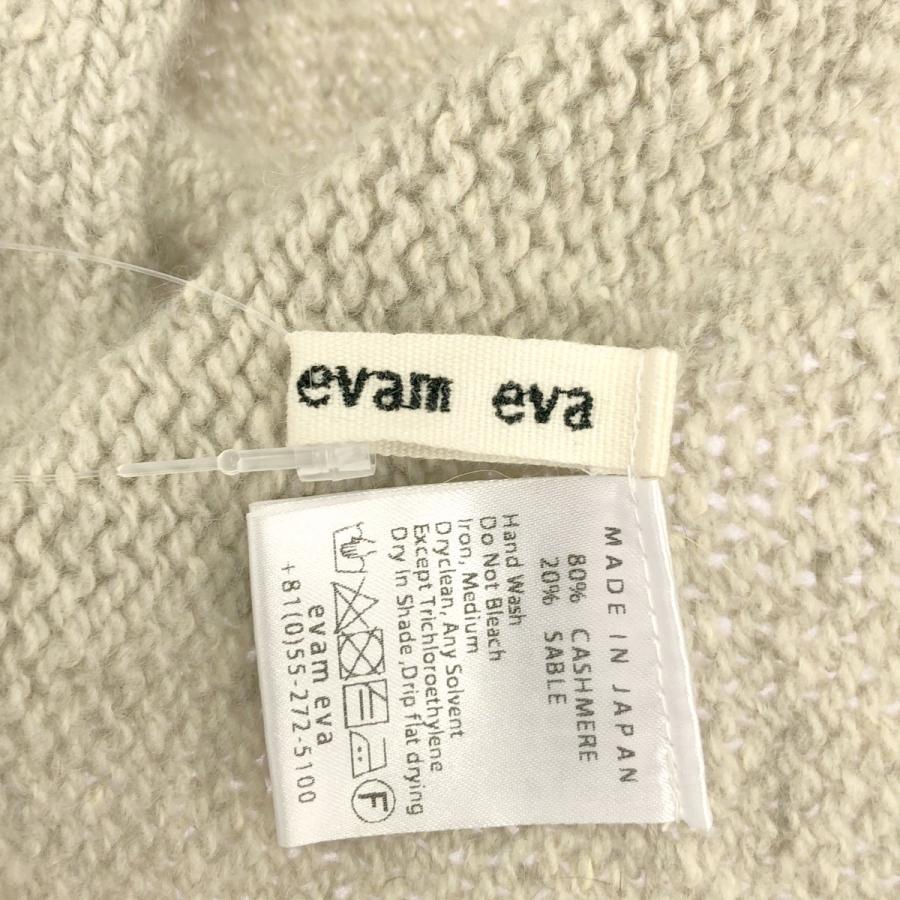 evam eva
MADE IN JAPAN
80% CASHMERE
20% SABLE
Hand Wash
Do Not Bleach
Iron, Medium
Dryclean, Any Solvent
Except Trichloroethylene
Dry In Shade,Drip flat drying
F
evam eva
+81(0)55-272-5100